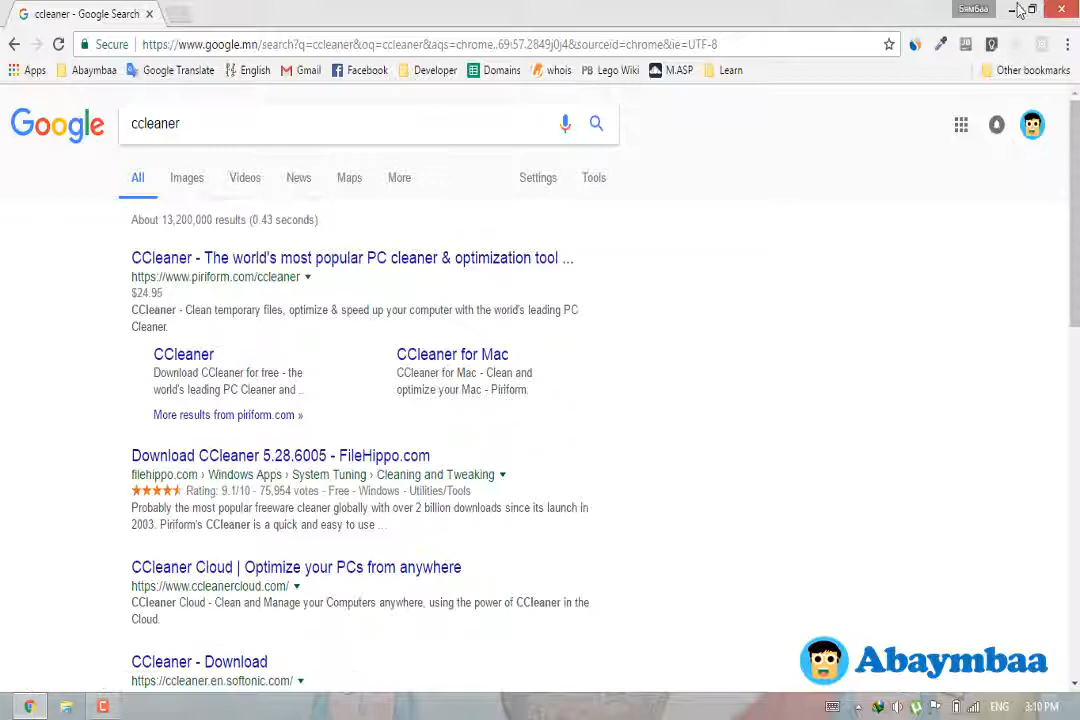 ccleaner - Google Search
Бямбаа
Secure
https://www.google.mn/search?q=ccleaner&oq=ccleaner&aqs=chrome..69i57.2849j0j4&sourceid=chrome&ie=UTF-8
Apps Abaymbaa Google Translate English Gmail Facebook Developer Domains whois PB Lego Wiki M.ASP Learn Other bookmarks
Google
ccleaner
All Images Videos News Maps More Settings Tools
About 13,200,000 results (0.43 seconds)
CCleaner - The world's most popular PC cleaner & optimization tool ...
https://www.piriform.com/ccleaner
$24.95
CCleaner - Clean temporary files, optimize & speed up your computer with the world's leading PC
Cleaner.
CCleaner
Download CCleaner for free - the
world's leading PC Cleaner and ..
CCleaner for Mac
CCleaner for Mac - Clean and
optimize your Mac - Piriform.
More results from piriform.com »
Download CCleaner 5.28.6005 - FileHippo.com
filehippo.com › Windows Apps › System Tuning › Cleaning and Tweaking
Rating: 9.1/10 - 75,954 votes - Free - Windows - Utilities/Tools
Probably the most popular freeware cleaner globally with over 2 billion downloads since its launch in
2003. Piriform's CCleaner is a quick and easy to use ...
CCleaner Cloud | Optimize your PCs from anywhere
https://www.ccleanercloud.com/
CCleaner Cloud - Clean and Manage your Computers anywhere, using the power of CCleaner in the
Cloud.
CCleaner - Download
https://ccleaner.en.softonic.com/
Abaymbaa
ENG 3:10 PM